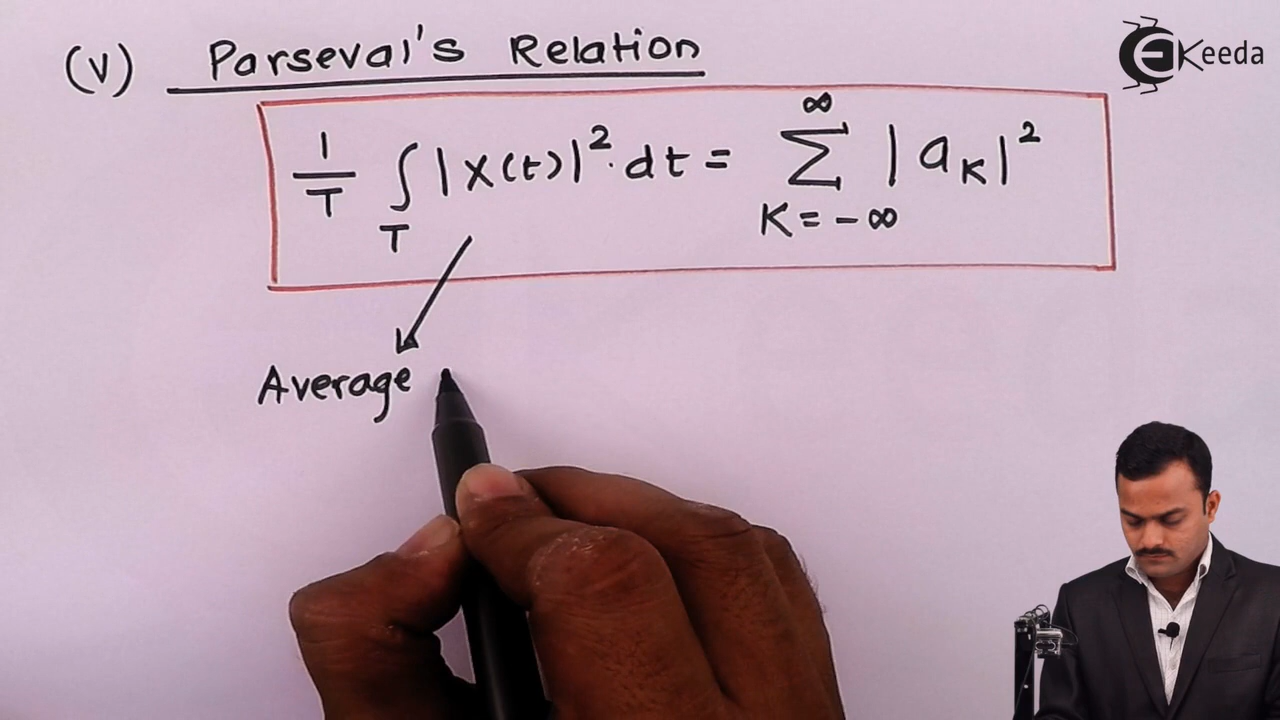 (V) Parseval's Relation
EKeeda
1/T ∫_T |x(t)|². dt = Σ_{K=-∞}^{∞} |a_K|²
Average